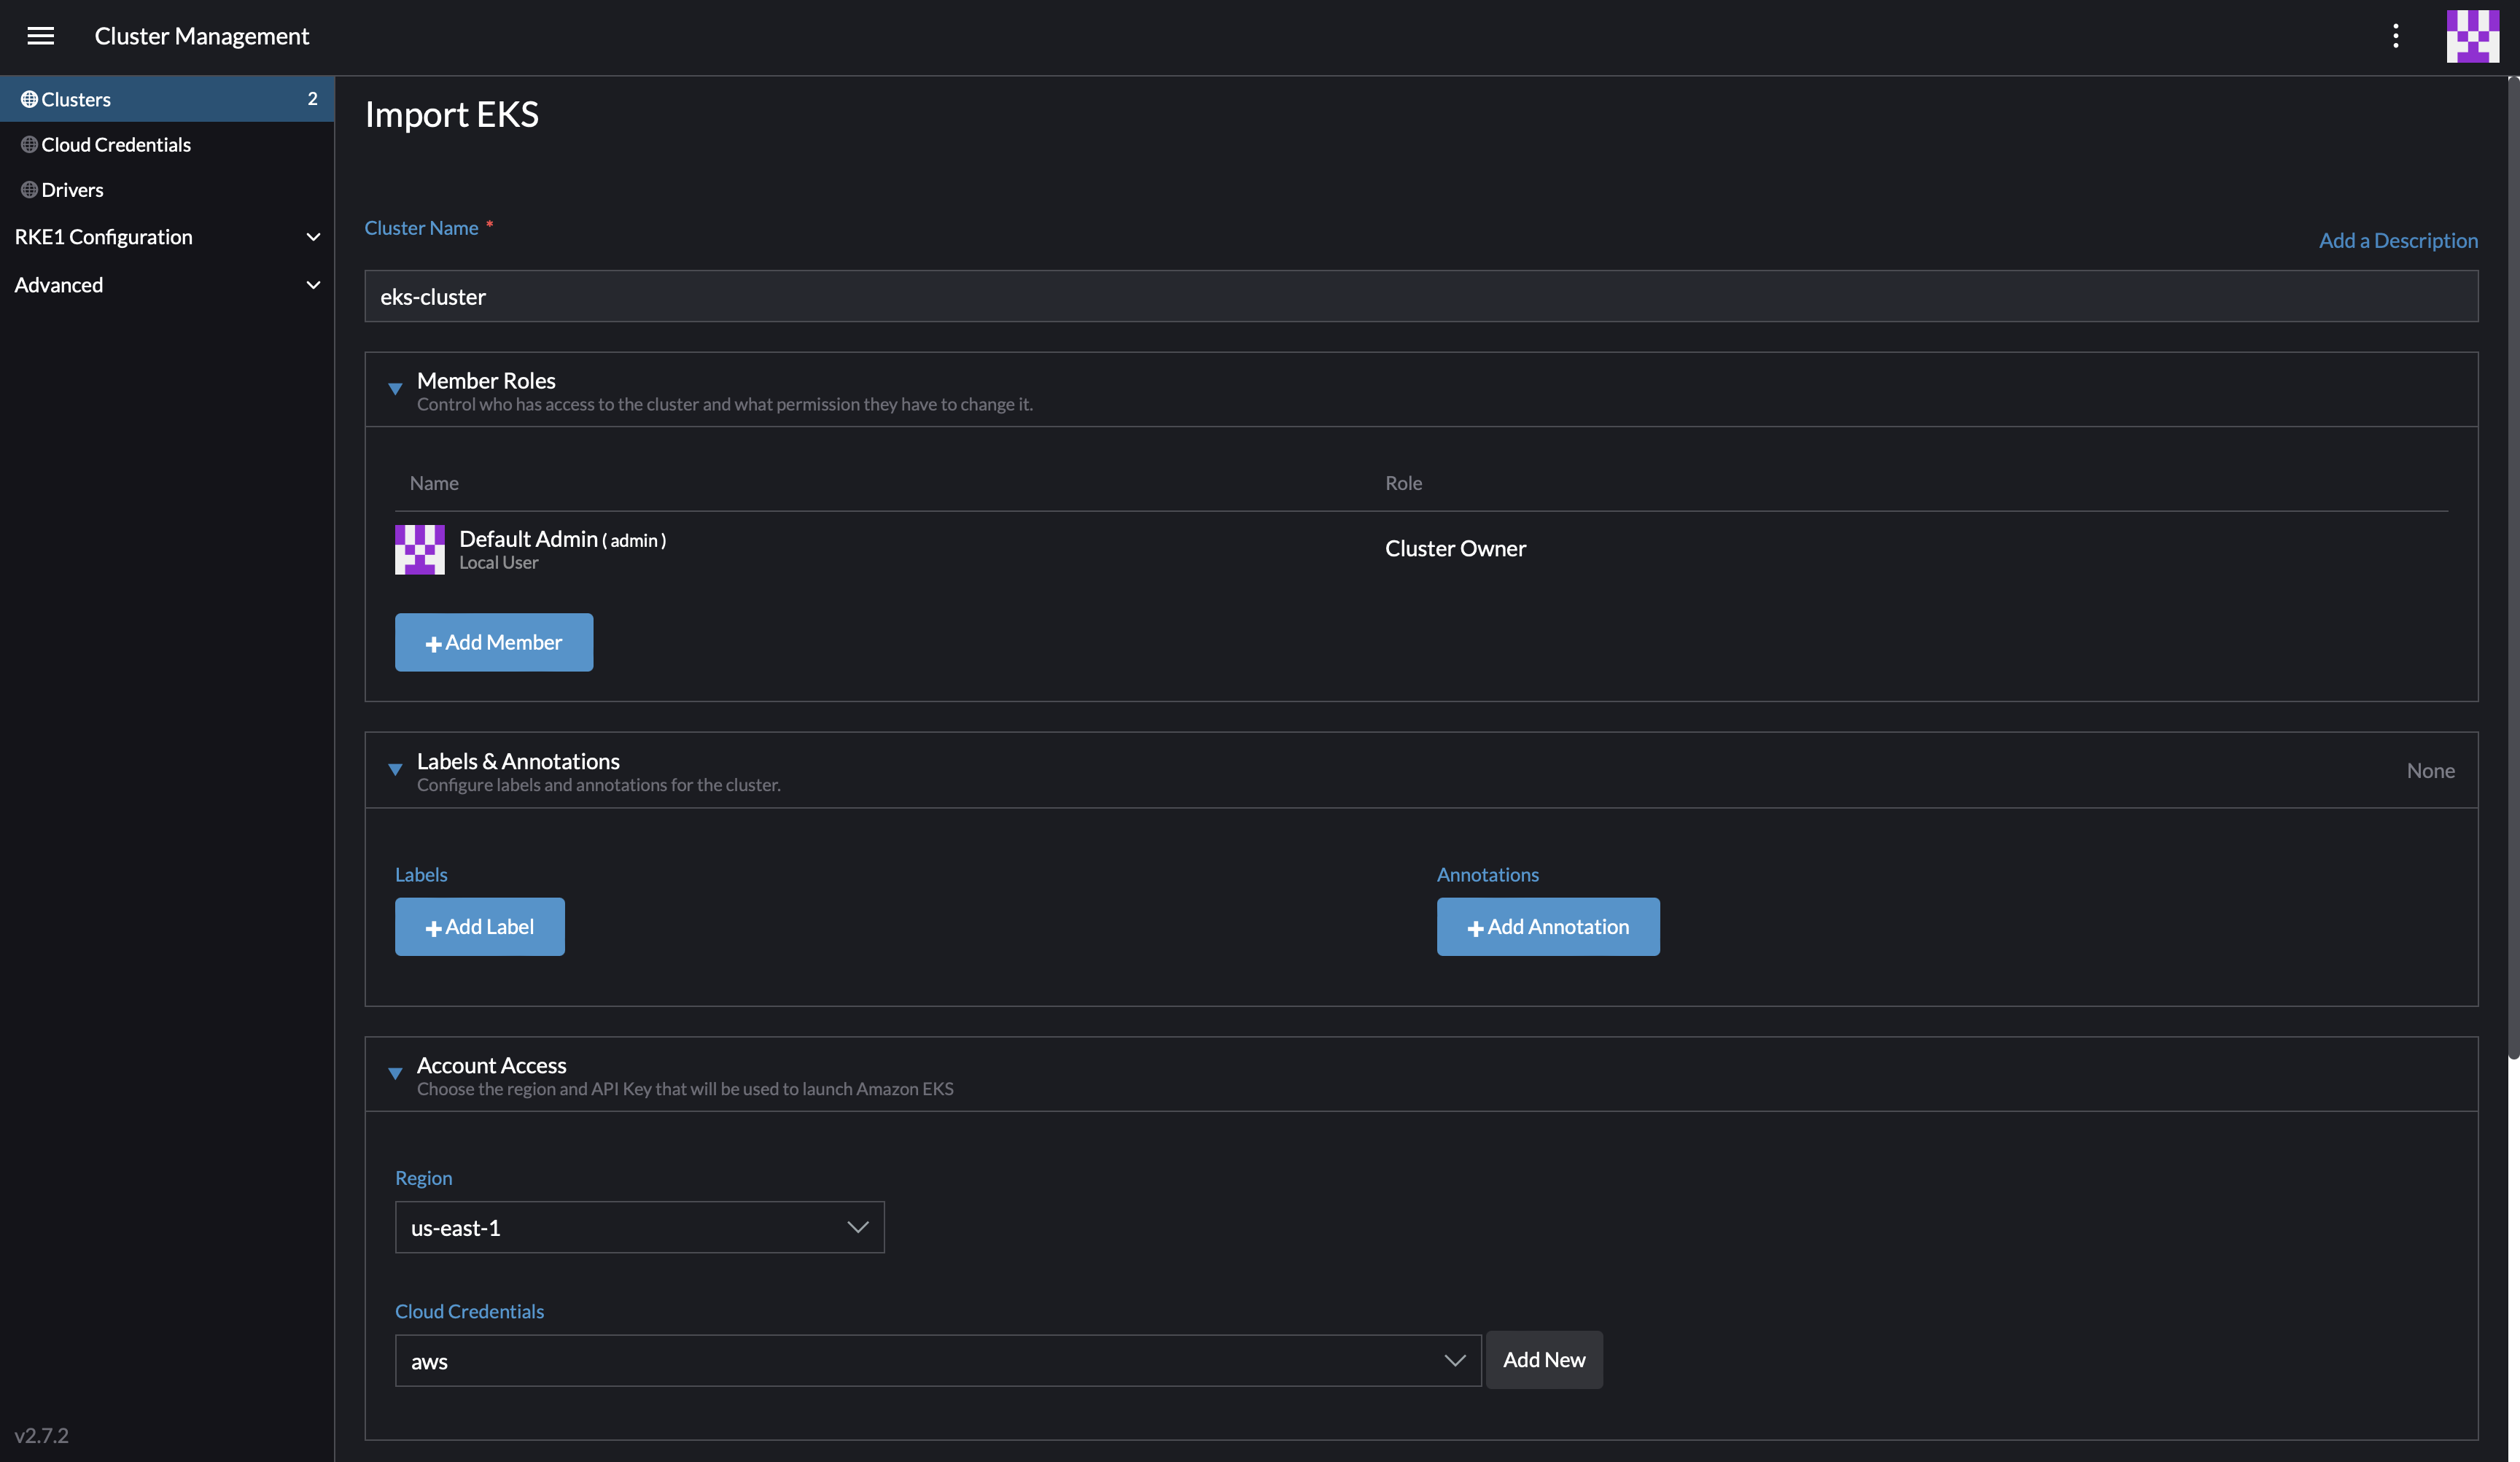 Cluster Management
Clusters 2
Cloud Credentials
Drivers
RKE1 Configuration
Advanced
v2.7.2
Import EKS
Cluster Name *
Add a Description
eks-cluster
Member Roles
Control who has access to the cluster and what permission they have to change it.
Name Role
Default Admin ( admin )
Local User
Cluster Owner
Add Member
Labels & Annotations
Configure labels and annotations for the cluster.
None
Labels Annotations
Add Label Add Annotation
Account Access
Choose the region and API Key that will be used to launch Amazon EKS
Region
us-east-1
Cloud Credentials
aws
Add New